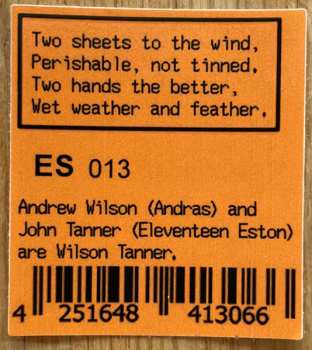 Two sheets to the wind,
Perishable, not tinned,
Two hands the better,
Wet weather and feather.
ES 013
Andrew Wilson (Andras) and
John Tanner (Eleventeen Eston)
are Wilson Tanner.
4 251648 413066